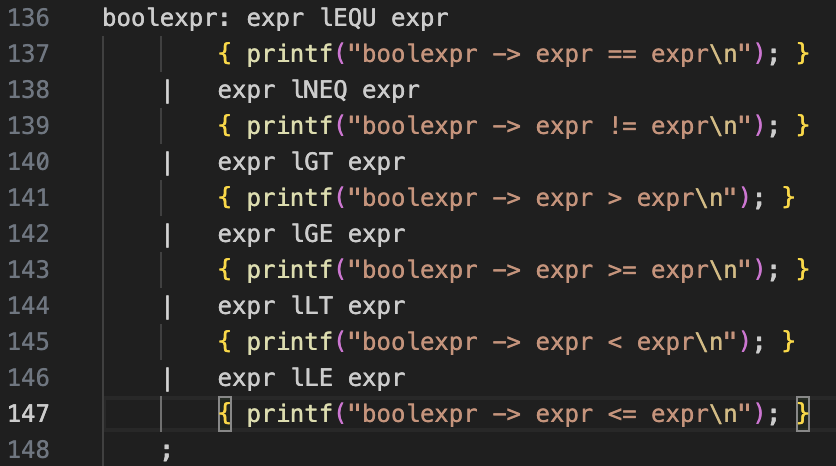 136 boolexpr: expr lEQU expr
137 { printf("boolexpr -> expr == expr\n"); }
138 | expr lNEQ expr
139 { printf("boolexpr -> expr != expr\n"); }
140 | expr lGT expr
141 { printf("boolexpr -> expr > expr\n"); }
142 | expr lGE expr
143 { printf("boolexpr -> expr >= expr\n"); }
144 | expr lLT expr
145 { printf("boolexpr -> expr < expr\n"); }
146 | expr lLE expr
147 { printf("boolexpr -> expr <= expr\n"); }
148 ;